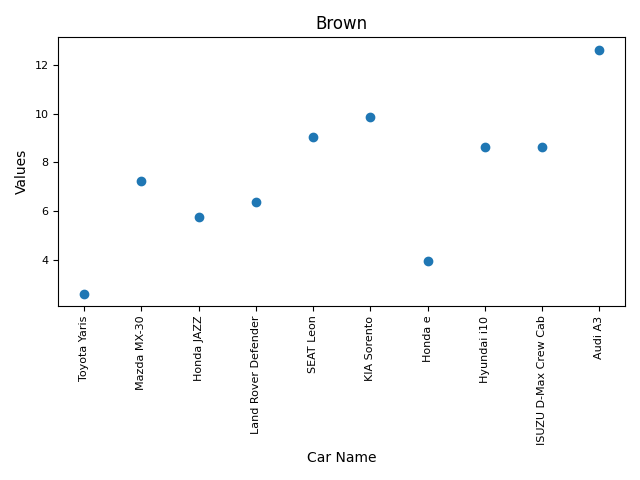 Brown
Values
12
10
8
6
4
Toyota Yaris
Mazda MX-30
Honda JAZZ
Land Rover Defender
SEAT Leon
KIA Sorento
Honda e
Hyundai i10
ISUZU D-Max Crew Cab
Audi A3
Car Name